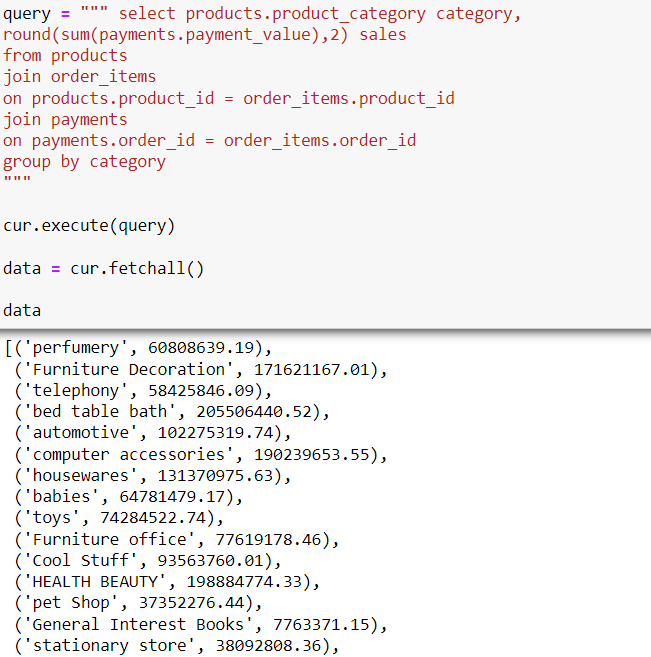 query = """ select products.product_category category,
round(sum(payments.payment_value),2) sales
from products
join order_items
on products.product_id = order_items.product_id
join payments
on payments.order_id = order_items.order_id
group by category
"""
cur.execute(query)
data = cur.fetchall()
data
[('perfumery', 60808639.19),
('Furniture Decoration', 171621167.01),
('telephony', 58425846.09),
('bed table bath', 205506440.52),
('automotive', 102275319.74),
('computer accessories', 190239653.55),
('housewares', 131370975.63),
('babies', 64781479.17),
('toys', 74284522.74),
('Furniture office', 77619178.46),
('Cool Stuff', 93563760.01),
('HEALTH BEAUTY', 198884774.33),
('pet Shop', 37352276.44),
('General Interest Books', 7763371.15),
('stationary store', 38092808.36),